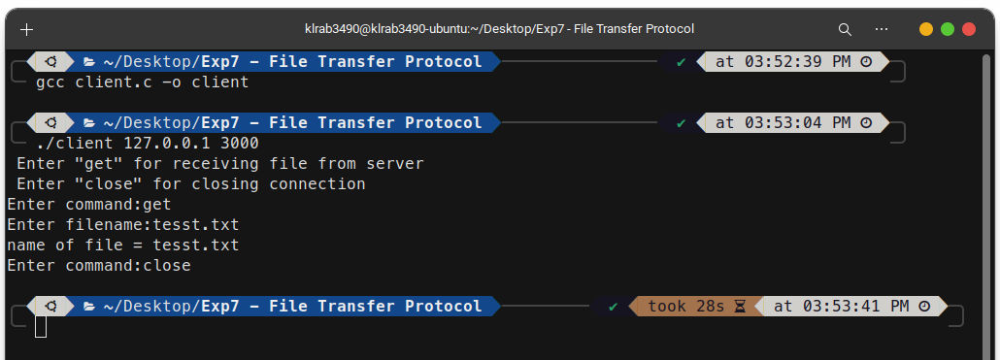 klrab3490@klrab3490-ubuntu:~/Desktop/Exp7 - File Transfer Protocol
~/Desktop/Exp7 - File Transfer Protocol ✔ at 03:52:39 PM
gcc client.c -o client
~/Desktop/Exp7 - File Transfer Protocol ✔ at 03:53:04 PM
./client 127.0.0.1 3000
Enter "get" for receiving file from server
Enter "close" for closing connection
Enter command:get
Enter filename:tesst.txt
name of file = tesst.txt
Enter command:close
~/Desktop/Exp7 - File Transfer Protocol ✔ took 28s at 03:53:41 PM